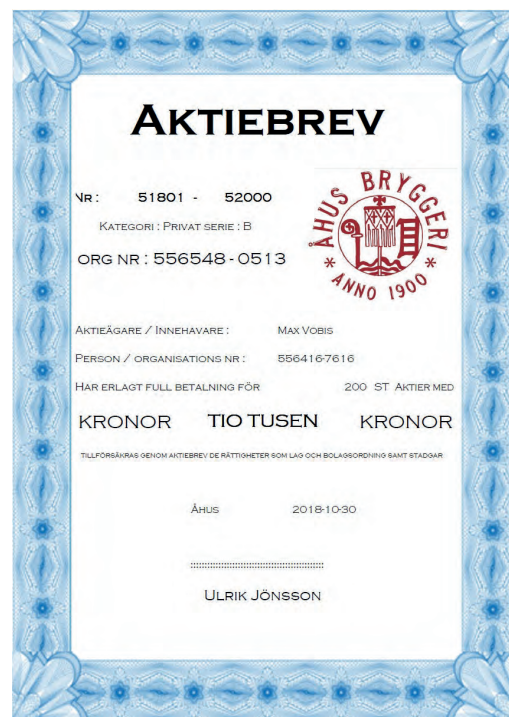 AKTIEBREV
NR: 51801 - 52000
KATEGORI : PRIVAT SERIE : B
ORG NR : 556548-0513
ÅHUS BRYGGERI
* ANNO 1900 *
AKTIEÄGARE / INNEHAVARE : MAX VOBIS
PERSON / ORGANISATIONS NR : 556416-7616
HAR ERLAGT FULL BETALNING FÖR 200 ST AKTIER MED
KRONOR TIO TUSEN KRONOR
TILLFÖRSÄKRAS GENOM AKTIEBREV DE RÄTTIGHETER SOM LAG OCH BOLAGSORDNING SAMT STADGAR
ÅHUS 2018-10-30
ULRIK JÖNSSON